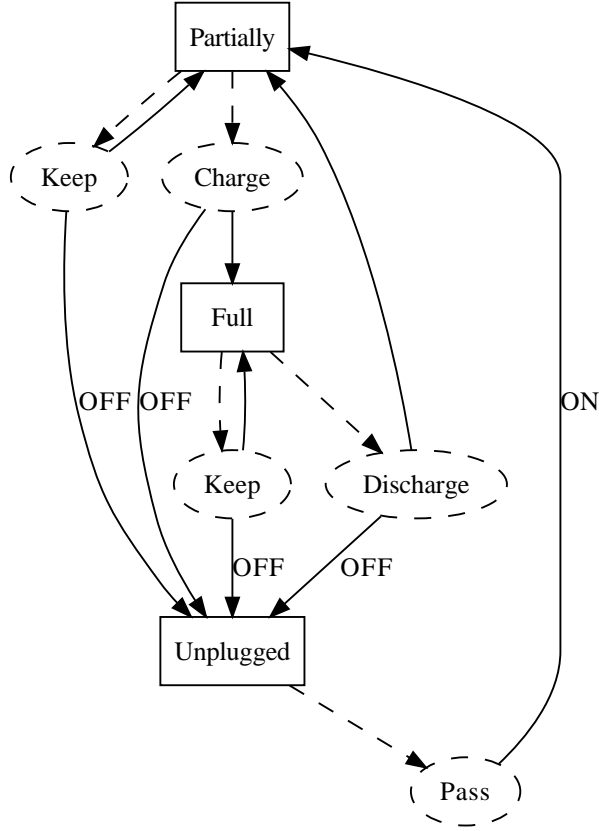 Partially
Keep
Charge
Full
OFF
OFF
ON
Keep
Discharge
OFF
OFF
Unplugged
Pass